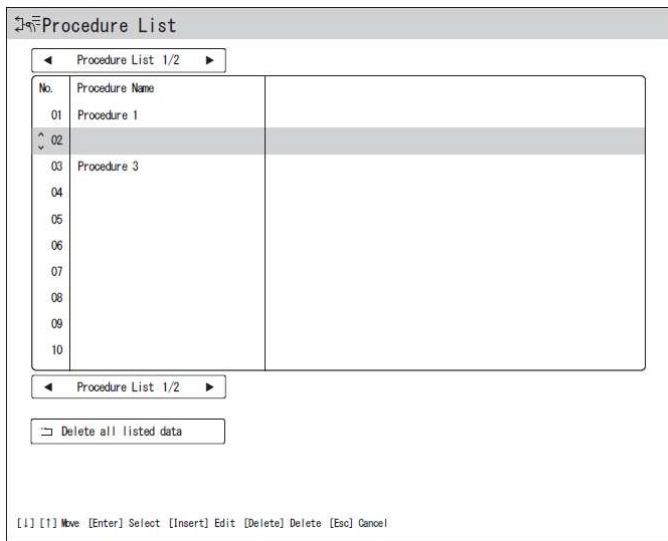 Procedure List
◀ Procedure List 1/2 ▶
No. Procedure Name
01 Procedure 1
02
03 Procedure 3
04
05
06
07
08
09
10
◀ Procedure List 1/2 ▶
Delete all listed data
[↓] [↑] Move [Enter] Select [Insert] Edit [Delete] Delete [Esc] Cancel